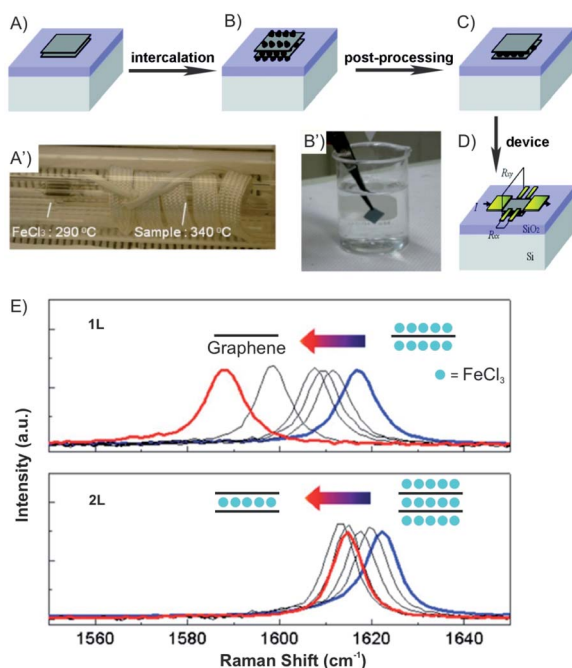 A)
intercalation
B)
post-processing
C)
A')
FeCl₃ : 290 °C
Sample : 340 °C
B')
device
D)
Rxy
I
Rxx
SiO₂
Si
E)
1L
Graphene
= FeCl₃
2L
Intensity (a.u.)
1560 1580 1600 1620 1640
Raman Shift (cm⁻¹)